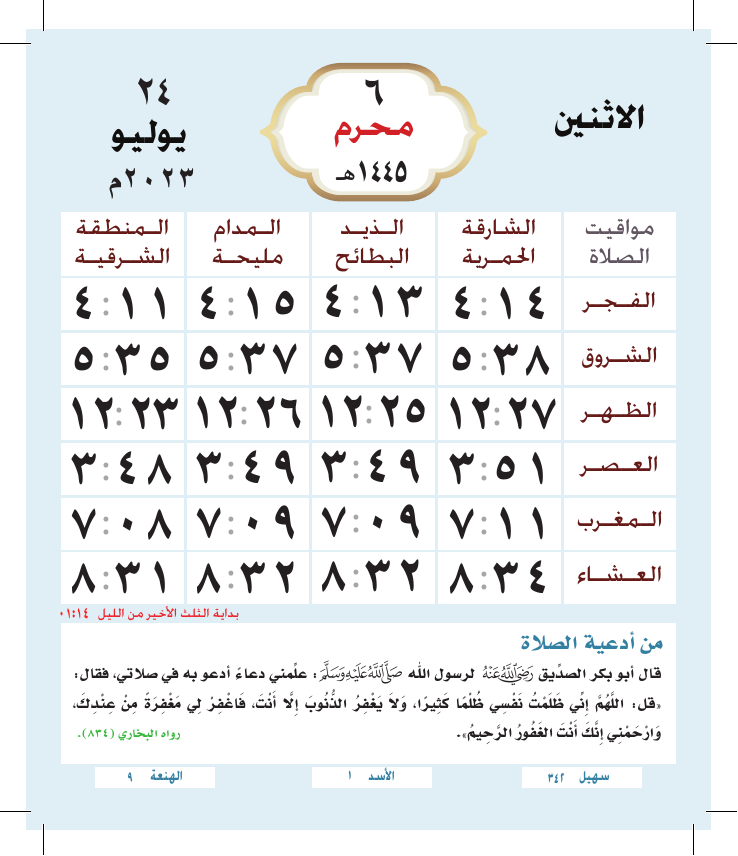 الاثنين
٦
محرم
١٤٤٥هـ
٢٤
يوليو
٢٠٢٣م
مواقيت الصلاة | الشارقة الحمرية | الـذيـد البطائح | المدام مليحة | المنطقة الشرقية
الفجر ٤:١٤ ٤:١٣ ٤:١٥ ٤:١١
الشروق ٥:٣٨ ٥:٣٧ ٥:٣٧ ٥:٣٥
الظهر ١٢:٢٧ ١٢:٢٥ ١٢:٢٦ ١٢:٢٣
العصر ٣:٥١ ٣:٤٩ ٣:٤٩ ٣:٤٨
المغرب ٧:١١ ٧:٠٩ ٧:٠٩ ٧:٠٨
العشاء ٨:٣٤ ٨:٣٢ ٨:٣٢ ٨:٣١
بداية الثلث الأخير من الليل ٠١:١٤
من أدعية الصلاة
قال أبو بكر الصدِّيق رَضِيَ اللَّهُ عَنْهُ لرسول الله صَلَّى اللَّهُ عَلَيْهِ وَسَلَّمَ: علِّمني دعاءً أدعو به في صلاتي، فقال:
«قل: اللَّهُمَّ إِنِّي ظَلَمْتُ نَفْسِي ظُلْمًا كَثِيرًا، وَلاَ يَغْفِرُ الذُّنُوبَ إِلَّا أَنْتَ، فَاغْفِرْ لِي مَغْفِرَةً مِنْ عِنْدِكَ،
وَارْحَمْنِي إِنَّكَ أَنْتَ الغَفُورُ الرَّحِيمُ». رواه البخاري (٨٣٤).
سهيل ٣٤٢ الأسد ١ الهنعة ٩